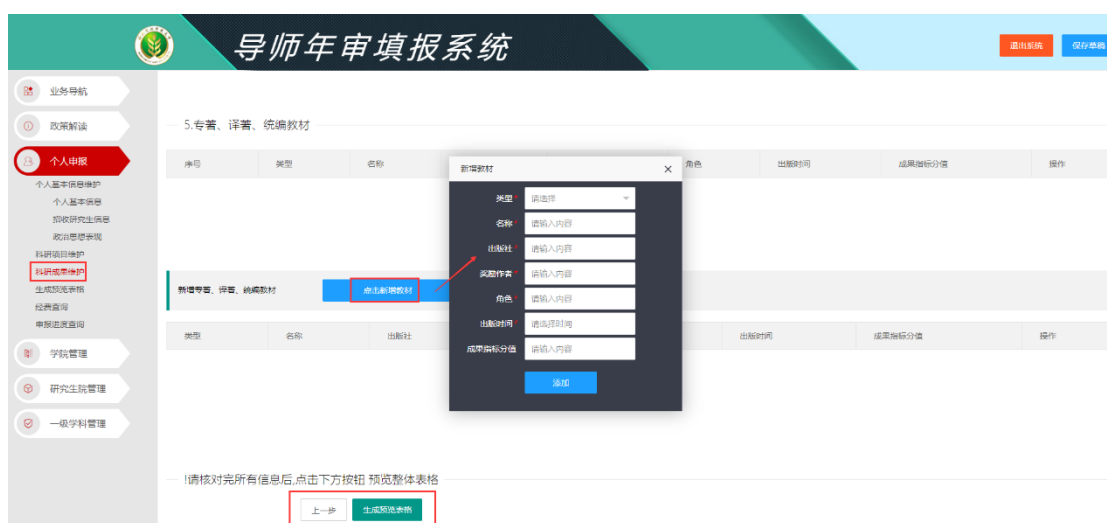 导师年审填报系统
退出系统
保存草稿
业务导航
政策解读
个人申报
个人基本信息维护
个人基本信息
招收研究生信息
政治思想表现
科研项目维护
科研成果维护
生成预览表格
经费查询
申报进度查询
学院管理
研究生院管理
一级学科管理
5.专著、译著、统编教材
序号 类型 名称 角色 出版时间 成果指标分值 操作
新增专著、译著、统编教材 点击新增教材
类型 名称 出版社 出版时间 成果指标分值 操作
新增教材 ×
类型* 请选择
名称* 请输入内容
出版社* 请输入内容
奖励作者* 请输入内容
角色* 请输入内容
出版时间* 请选择时间
成果指标分值 请输入内容
添加
!请核对完所有信息后,点击下方按钮 预览整体表格
上一步 生成预览表格